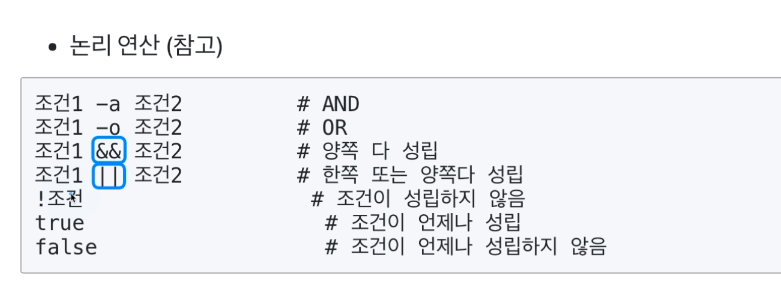 • 논리 연산 (참고)
조건1 -a 조건2 # AND
조건1 -o 조건2 # OR
조건1 && 조건2 # 양쪽 다 성립
조건1 || 조건2 # 한쪽 또는 양쪽다 성립
!조건 # 조건이 성립하지 않음
true # 조건이 언제나 성립
false # 조건이 언제나 성립하지 않음